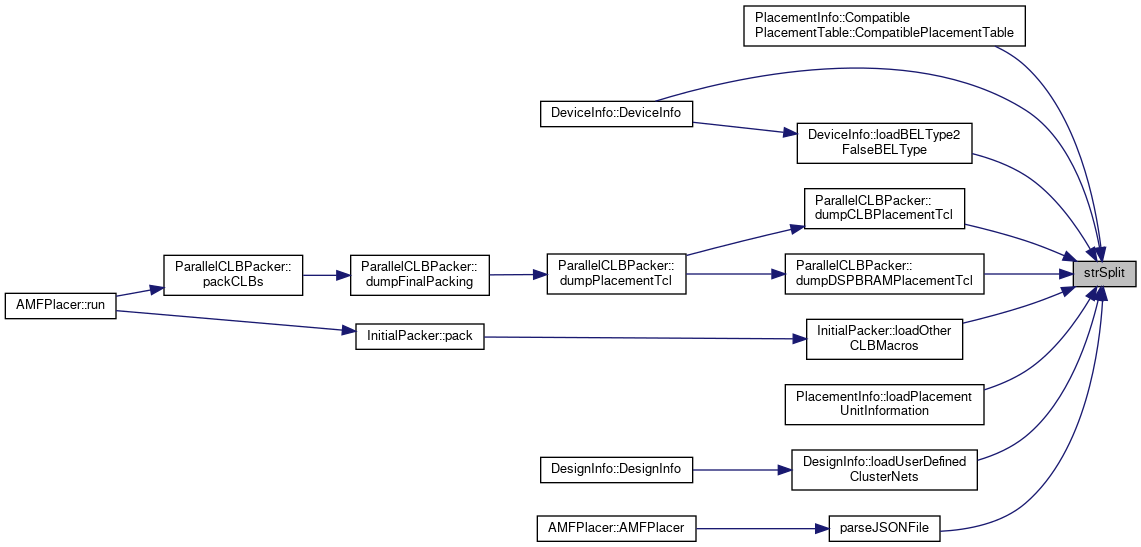 PlacementInfo::Compatible
PlacementTable::CompatiblePlacementTable
DeviceInfo::DeviceInfo
DeviceInfo::loadBELType2
FalseBELType
ParallelCLBPacker::
dumpCLBPlacementTcl
ParallelCLBPacker::
packCLBs
ParallelCLBPacker::
dumpFinalPacking
ParallelCLBPacker::
dumpPlacementTcl
ParallelCLBPacker::
dumpDSPBRAMPlacementTcl
strSplit
AMFPlacer::run
InitialPacker::pack
InitialPacker::loadOther
CLBMacros
PlacementInfo::loadPlacement
UnitInformation
DesignInfo::DesignInfo
DesignInfo::loadUserDefined
ClusterNets
AMFPlacer::AMFPlacer
parseJSONFile